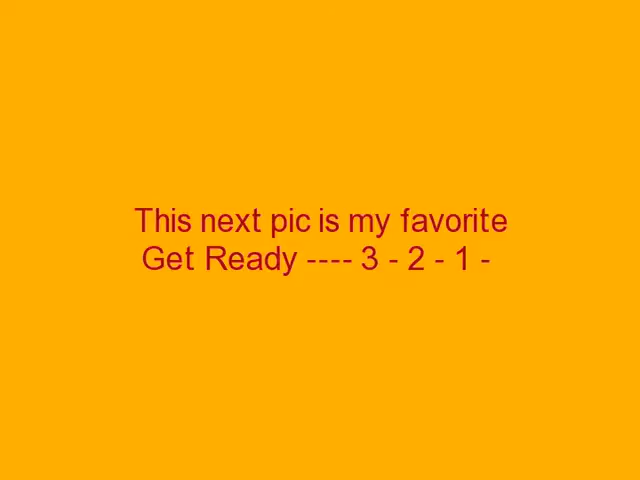 This next pic is my favorite
Get Ready ---- 3 - 2 - 1 -